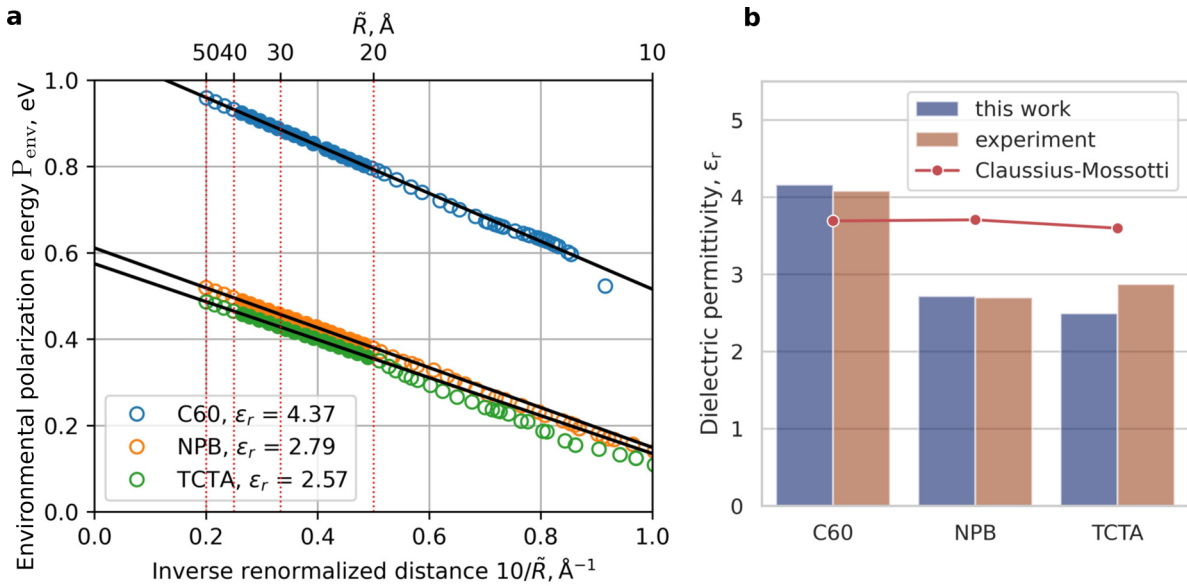 a
R̃, Å
50 40 30 20 10
Environmental polarization energy P_env, eV
1.0
0.8
0.6
0.4
0.2
0.0
C60, ε_r = 4.37
NPB, ε_r = 2.79
TCTA, ε_r = 2.57
0.0 0.2 0.4 0.6 0.8 1.0
Inverse renormalized distance 10/R̃, Å⁻¹
b
Dielectric permittivity, ε_r
5
4
3
2
1
0
this work
experiment
Claussius-Mossotti
C60 NPB TCTA